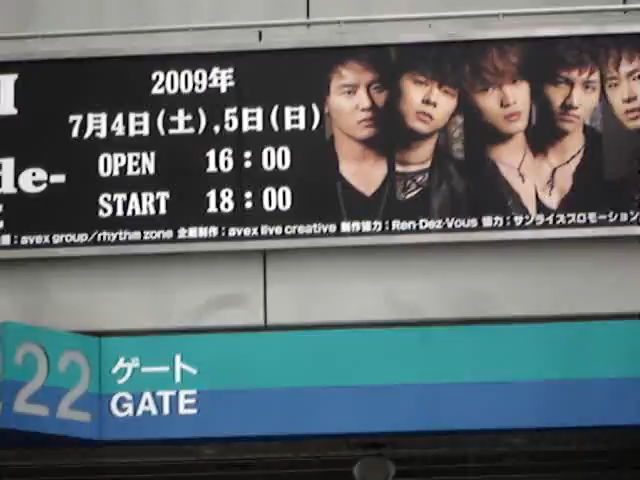 2009年
7月4日(土),5日(日)
de-
OPEN 16:00
START 18:00
avex group/rhythm zone 企画制作:avex live creative 制作協力:Ren-Dez-Vous 協力:サンライズプロモーション
22
ゲート
GATE